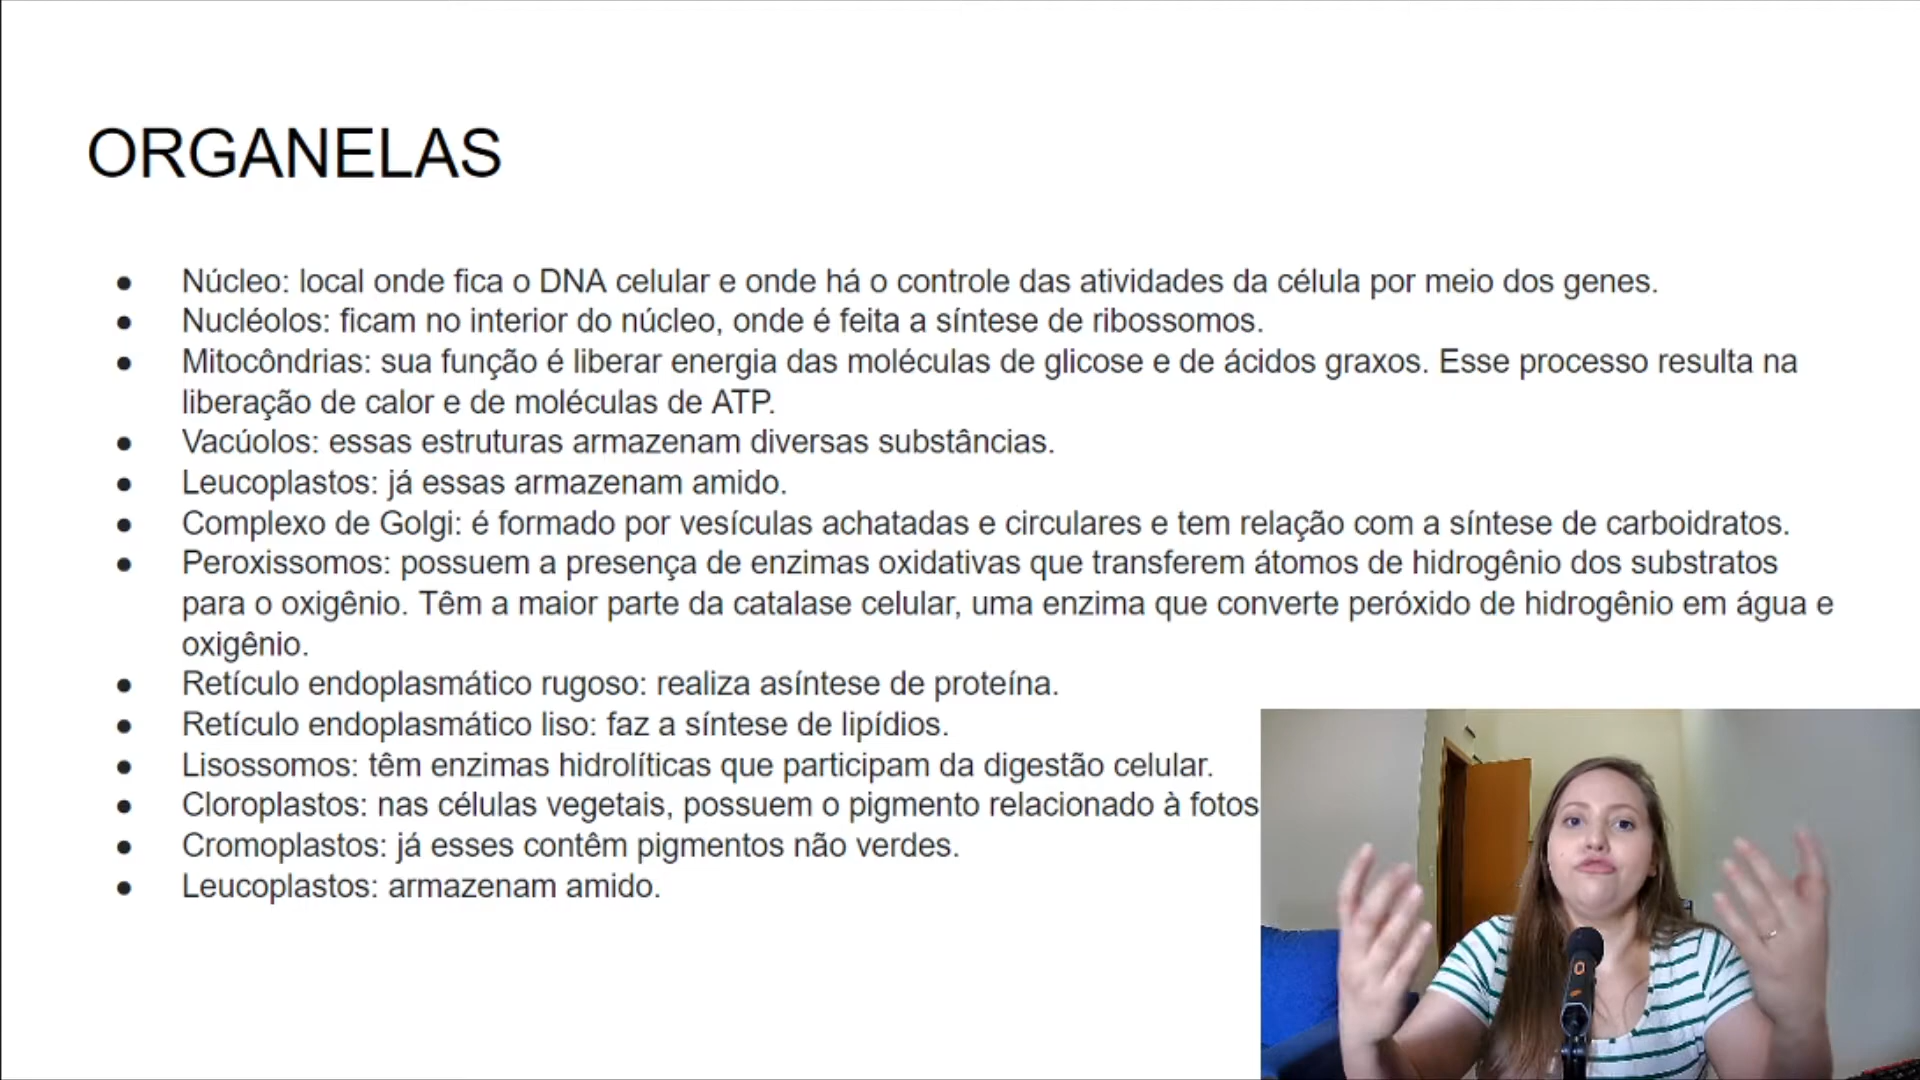 ORGANELAS
● Núcleo: local onde fica o DNA celular e onde há o controle das atividades da célula por meio dos genes.
● Nucléolos: ficam no interior do núcleo, onde é feita a síntese de ribossomos.
● Mitocôndrias: sua função é liberar energia das moléculas de glicose e de ácidos graxos. Esse processo resulta na
liberação de calor e de moléculas de ATP.
● Vacúolos: essas estruturas armazenam diversas substâncias.
● Leucoplastos: já essas armazenam amido.
● Complexo de Golgi: é formado por vesículas achatadas e circulares e tem relação com a síntese de carboidratos.
● Peroxissomos: possuem a presença de enzimas oxidativas que transferem átomos de hidrogênio dos substratos
para o oxigênio. Têm a maior parte da catalase celular, uma enzima que converte peróxido de hidrogênio em água e
oxigênio.
● Retículo endoplasmático rugoso: realiza asíntese de proteína.
● Retículo endoplasmático liso: faz a síntese de lipídios.
● Lisossomos: têm enzimas hidrolíticas que participam da digestão celular.
● Cloroplastos: nas células vegetais, possuem o pigmento relacionado à fotos
● Cromoplastos: já esses contêm pigmentos não verdes.
● Leucoplastos: armazenam amido.